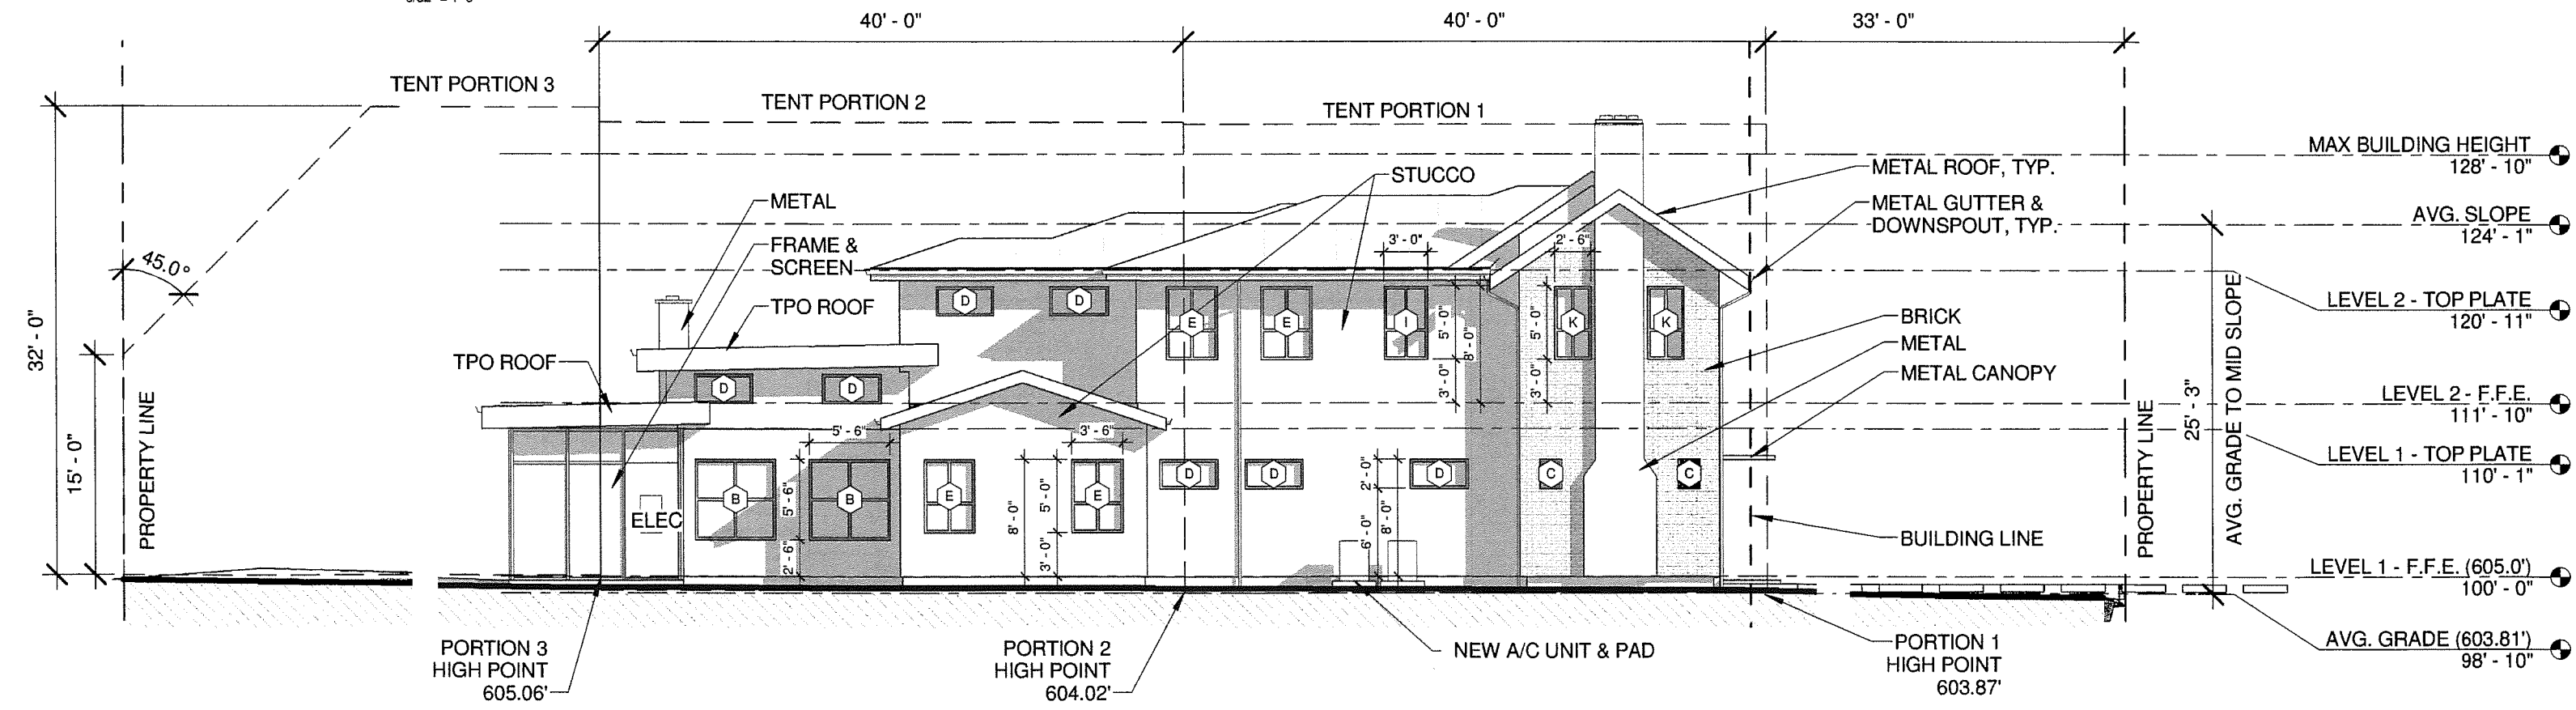 40' - 0"
40' - 0"
33' - 0"
TENT PORTION 3
TENT PORTION 2
TENT PORTION 1
32' - 0"
15' - 0"
45.0°
PROPERTY LINE
METAL
FRAME &
SCREEN
TPO ROOF
TPO ROOF
STUCCO
METAL ROOF, TYP.
METAL GUTTER &
DOWNSPOUT, TYP.
BRICK
METAL
METAL CANOPY
BUILDING LINE
3' - 0"
2' - 6"
D
D
E
E
I
K
K
5' - 0"
8' - 0"
3' - 0"
5' - 0"
3' - 0"
D
D
5' - 6"
3' - 6"
B
B
E
E
D
D
D
C
C
5' - 6"
2' - 6"
8' - 0"
5' - 0"
3' - 0"
2' - 0"
6' - 0"
8' - 0"
ELEC
PROPERTY LINE
25' - 3"
AVG. GRADE TO MID SLOPE
MAX BUILDING HEIGHT
128' - 10"
AVG. SLOPE
124' - 1"
LEVEL 2 - TOP PLATE
120' - 11"
LEVEL 2 - F.F.E.
111' - 10"
LEVEL 1 - TOP PLATE
110' - 1"
LEVEL 1 - F.F.E. (605.0')
100' - 0"
AVG. GRADE (603.81')
98' - 10"
PORTION 3
HIGH POINT
605.06'
PORTION 2
HIGH POINT
604.02'
NEW A/C UNIT & PAD
PORTION 1
HIGH POINT
603.87'